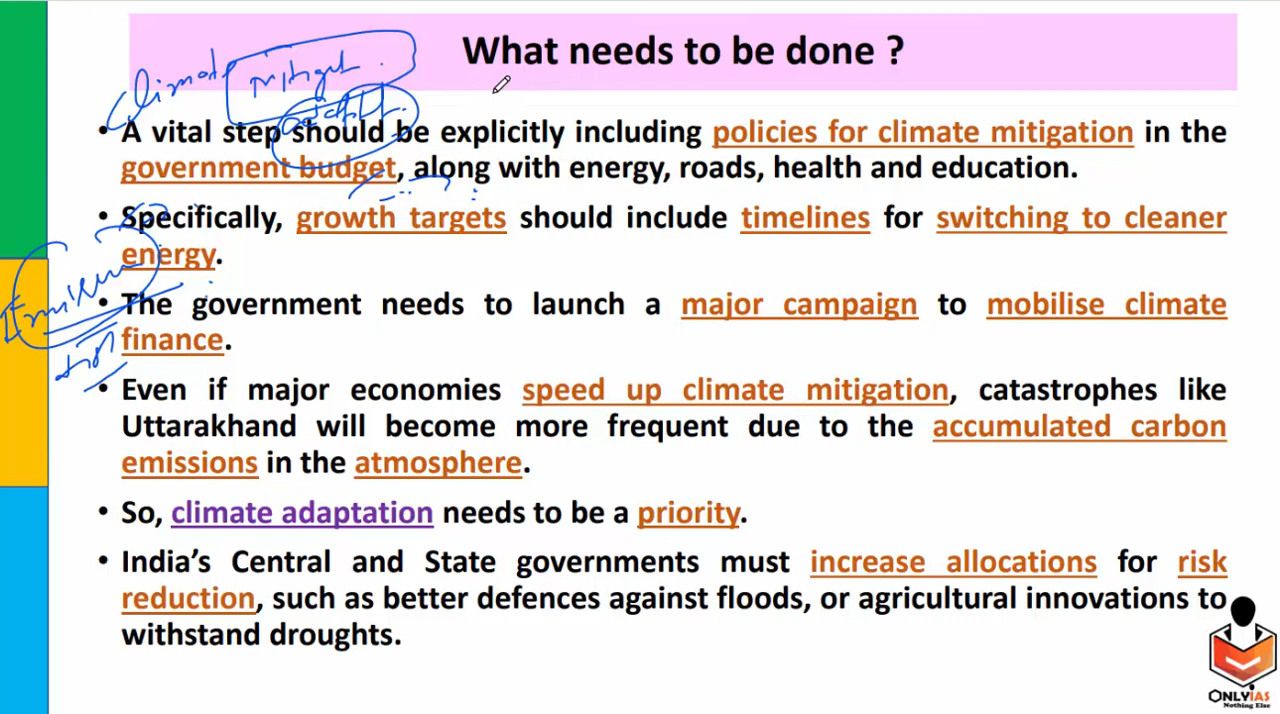 What needs to be done ?
Climate mitigat
adapt
• A vital step should be explicitly including policies for climate mitigation in the
government budget, along with energy, roads, health and education.
• Specifically, growth targets should include timelines for switching to cleaner
energy.
• The government needs to launch a major campaign to mobilise climate
finance.
• Even if major economies speed up climate mitigation, catastrophes like
Uttarakhand will become more frequent due to the accumulated carbon
emissions in the atmosphere.
• So, climate adaptation needs to be a priority.
• India’s Central and State governments must increase allocations for risk
reduction, such as better defences against floods, or agricultural innovations to
withstand droughts.
ONLYIAS
Nothing Else